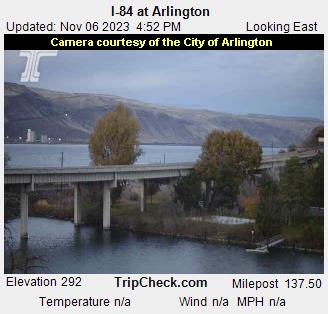 I-84 at Arlington
Updated: Nov 06 2023 4:52 PM Looking East
Camera courtesy of the City of Arlington
Elevation 292 TripCheck.com Milepost 137.50
Temperature n/a Wind n/a MPH n/a